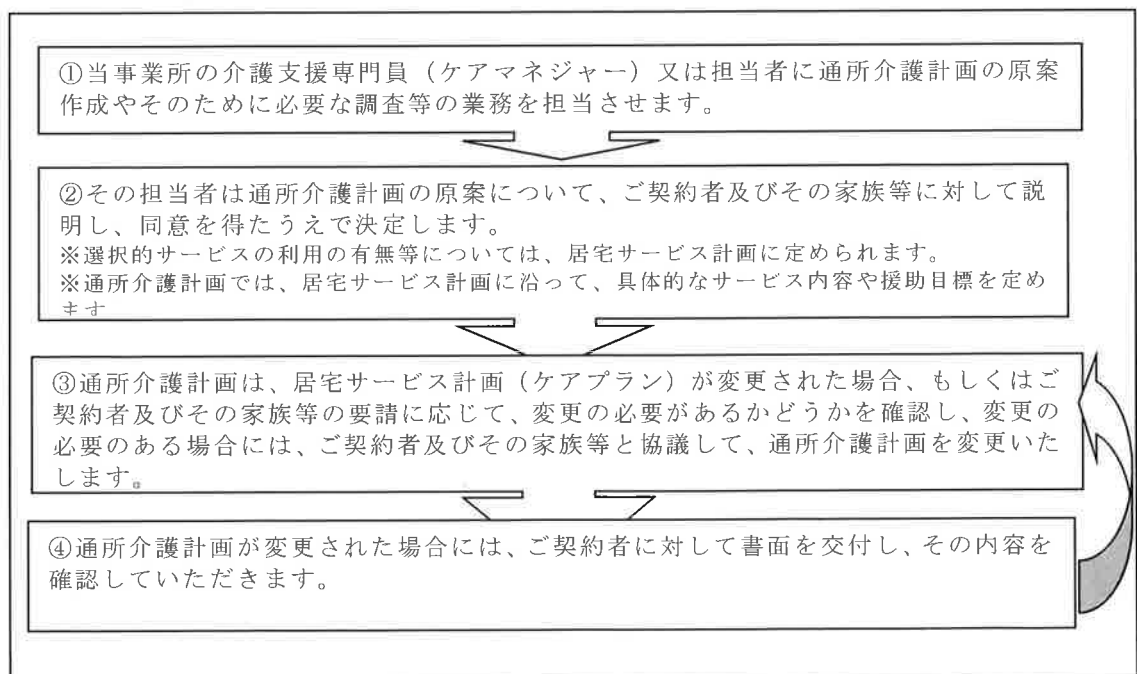 ①当事業所の介護支援専門員（ケアマネジャー）又は担当者に通所介護計画の原案
作成やそのために必要な調査等の業務を担当させます。
②その担当者は通所介護計画の原案について、ご契約者及びその家族等に対して説
明し、同意を得たうえで決定します。
※選択的サービスの利用の有無等については、居宅サービス計画に定められます。
※通所介護計画では、居宅サービス計画に沿って、具体的なサービス内容や援助目標を定め
ます
③通所介護計画は、居宅サービス計画（ケアプラン）が変更された場合、もしくはご
契約者及びその家族等の要請に応じて、変更の必要があるかどうかを確認し、変更の
必要のある場合には、ご契約者及びその家族等と協議して、通所介護計画を変更いた
します。
④通所介護計画が変更された場合には、ご契約者に対して書面を交付し、その内容を
確認していただきます。